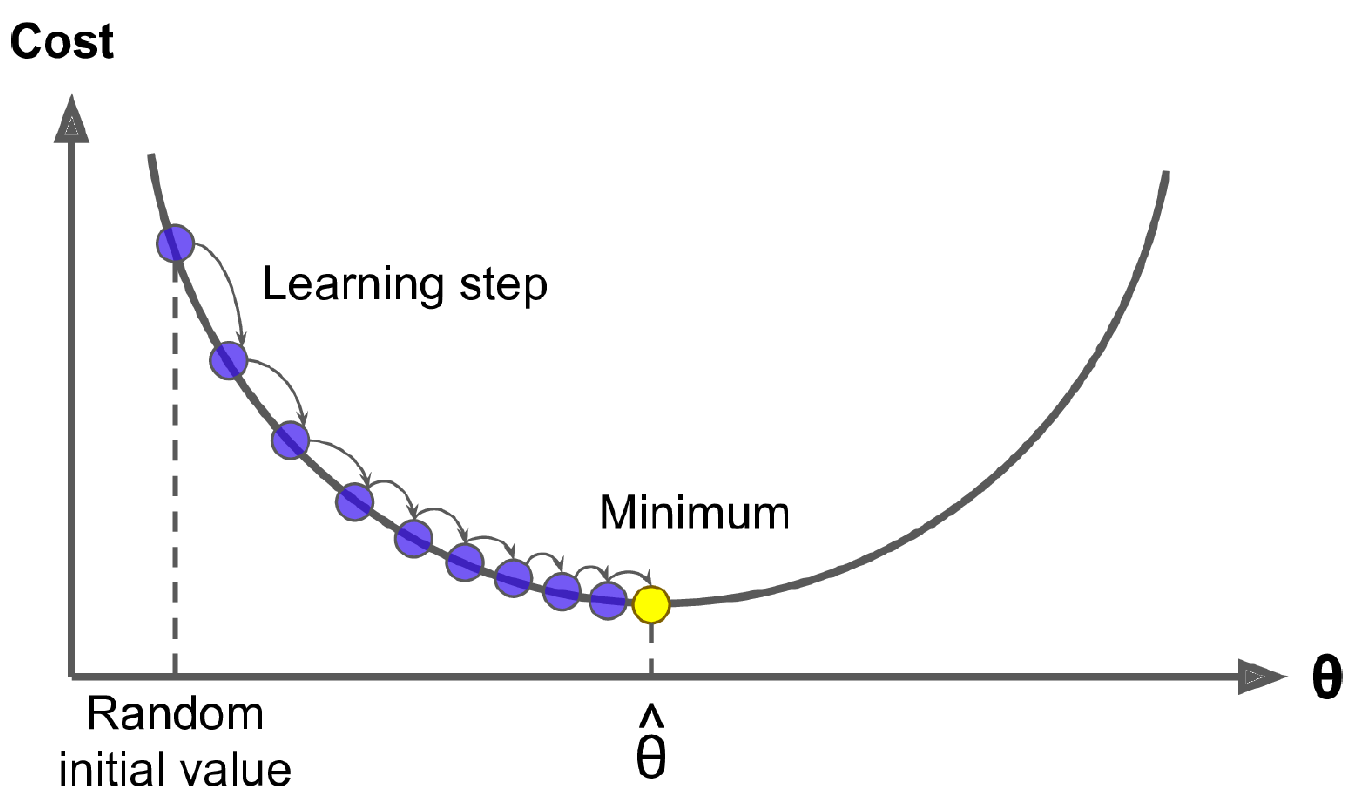 Cost
Learning step
Minimum
θ
Random
initial value
θ̂